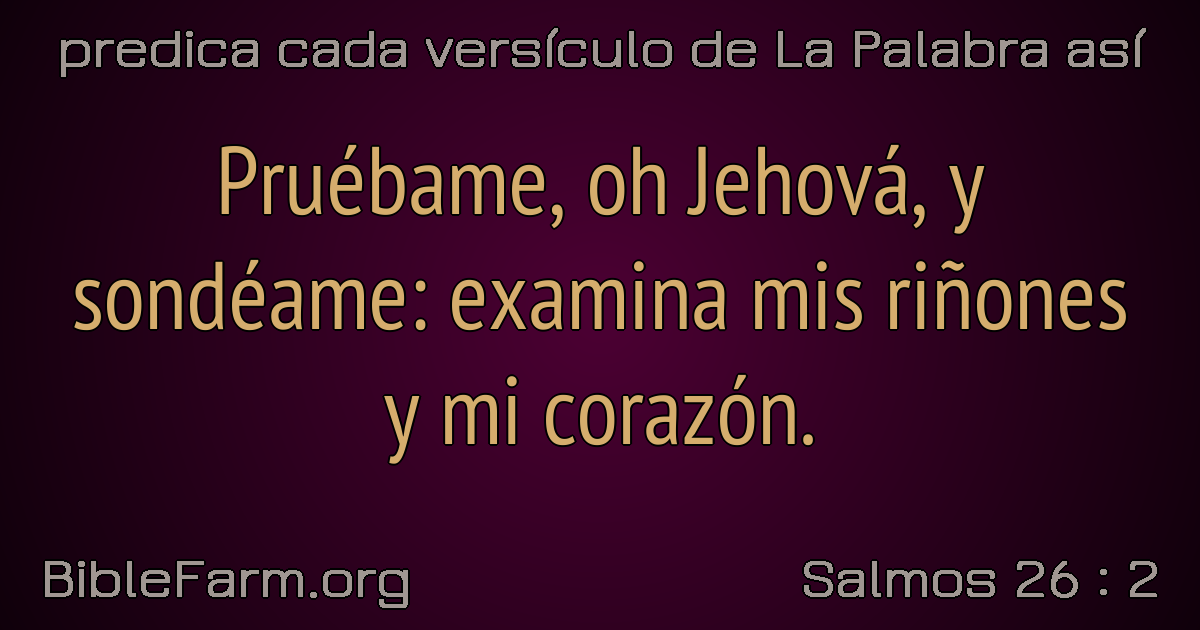 predica cada versículo de La Palabra así
Pruébame, oh Jehová, y
sondéame: examina mis riñones
y mi corazón.
BibleFarm.org
Salmos 26 : 2